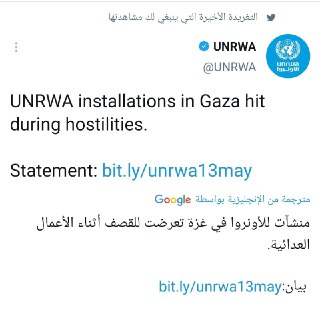 التغريدة الأخيرة التي ينبغي لك مشاهدتها
UNRWA
@UNRWA
unrwa
الأونروا
UNRWA installations in Gaza hit
during hostilities.
Statement: bit.ly/unrwa13may
مترجمة من الإنجليزية بواسطة Google
منشآت للأونروا في غزة تعرضت للقصف أثناء الأعمال
العدائية.
بيان:bit.ly/unrwa13may